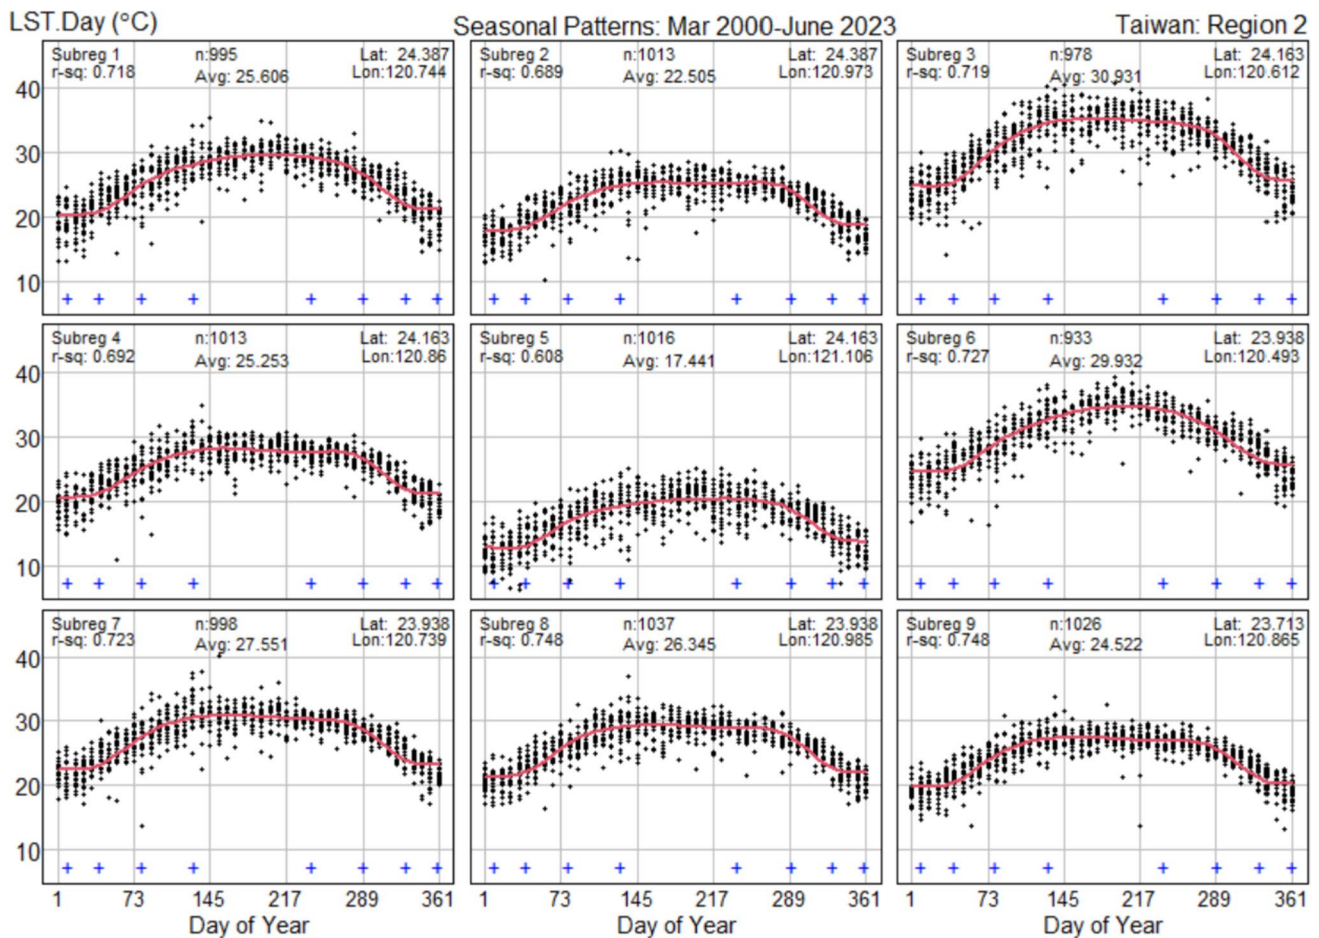 LST.Day (°C) Seasonal Patterns: Mar 2000-June 2023 Taiwan: Region 2
Subreg 1 n:995 Lat: 24.387
r-sq: 0.718 Avg: 25.606 Lon:120.744
Subreg 2 n:1013 Lat: 24.387
r-sq: 0.689 Avg: 22.505 Lon:120.973
Subreg 3 n:978 Lat: 24.163
r-sq: 0.719 Avg: 30.931 Lon:120.612
40
30
20
10
Subreg 4 n:1013 Lat: 24.163
r-sq: 0.692 Avg: 25.253 Lon:120.86
Subreg 5 n:1016 Lat: 24.163
r-sq: 0.608 Avg: 17.441 Lon:121.106
Subreg 6 n:933 Lat: 23.938
r-sq: 0.727 Avg: 29.932 Lon:120.493
40
30
20
10
Subreg 7 n:998 Lat: 23.938
r-sq: 0.723 Avg: 27.551 Lon:120.739
Subreg 8 n:1037 Lat: 23.938
r-sq: 0.748 Avg: 26.345 Lon:120.985
Subreg 9 n:1026 Lat: 23.713
r-sq: 0.748 Avg: 24.522 Lon:120.865
40
30
20
10
1 73 145 217 289 361
1 73 145 217 289 361
1 73 145 217 289 361
Day of Year
Day of Year
Day of Year